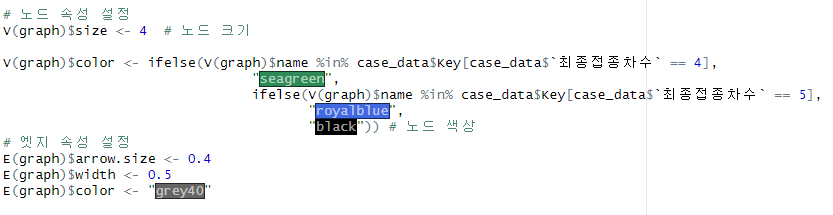 # 노드 속성 설정
V(graph)$size <- 4  # 노드 크기
V(graph)$color <- ifelse(V(graph)$name %in% case_data$Key[case_data$`최종접종차수` == 4],
"seagreen",
ifelse(V(graph)$name %in% case_data$Key[case_data$`최종접종차수` == 5],
"royalblue",
"black")) # 노드 색상
# 엣지 속성 설정
E(graph)$arrow.size <- 0.4
E(graph)$width <- 0.5
E(graph)$color <- "grey40"